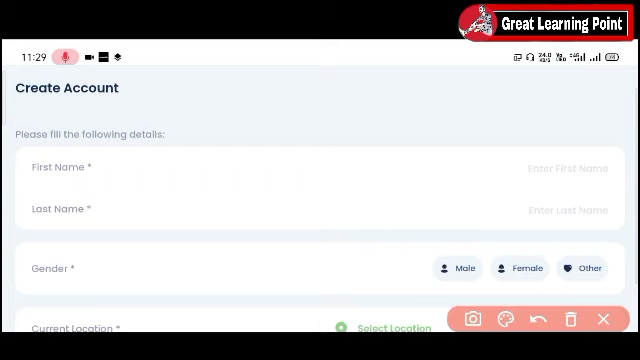 Great Learning Point
11:29
Create Account
Please fill the following details:
First Name *
Enter First Name
Last Name *
Enter Last Name
Gender *
Male
Female
Other
Current Location *
Select Location